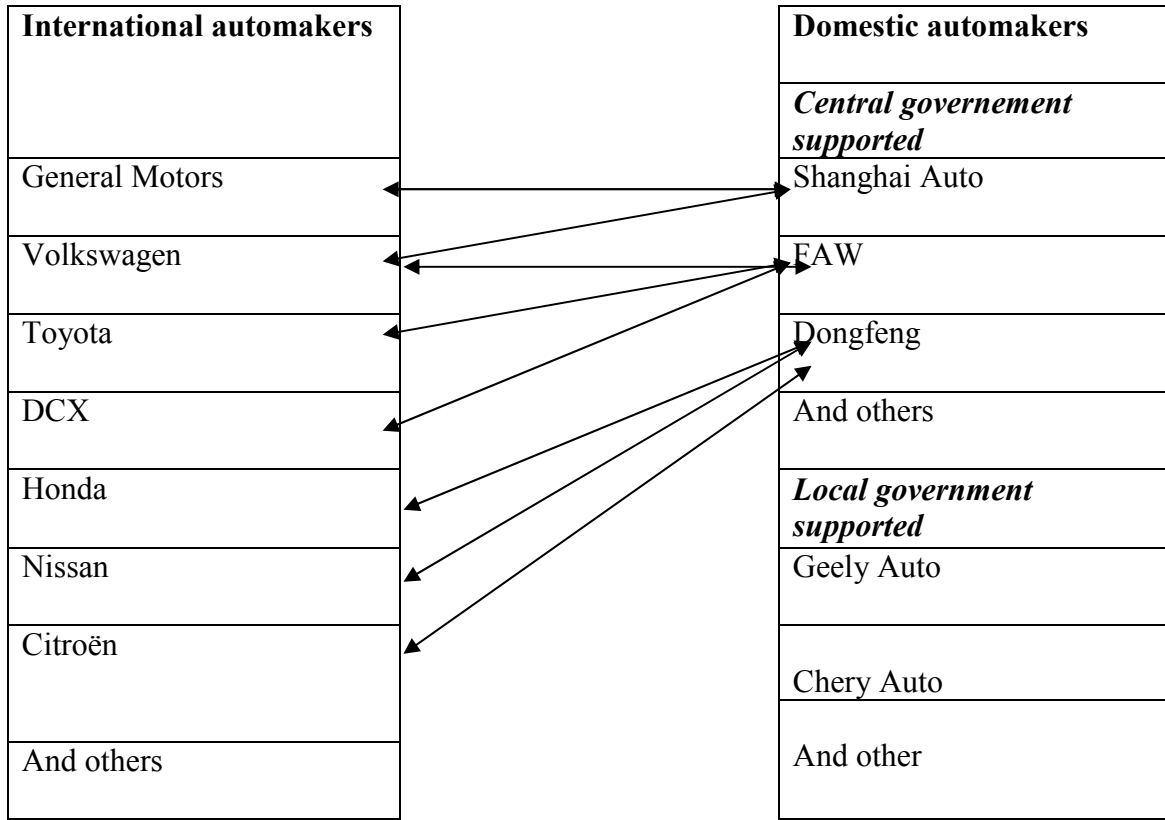 International automakers
General Motors
Volkswagen
Toyota
DCX
Honda
Nissan
Citroën
And others
Domestic automakers
Central governement
supported
Shanghai Auto
FAW
Dongfeng
And others
Local government
supported
Geely Auto
Chery Auto
And other